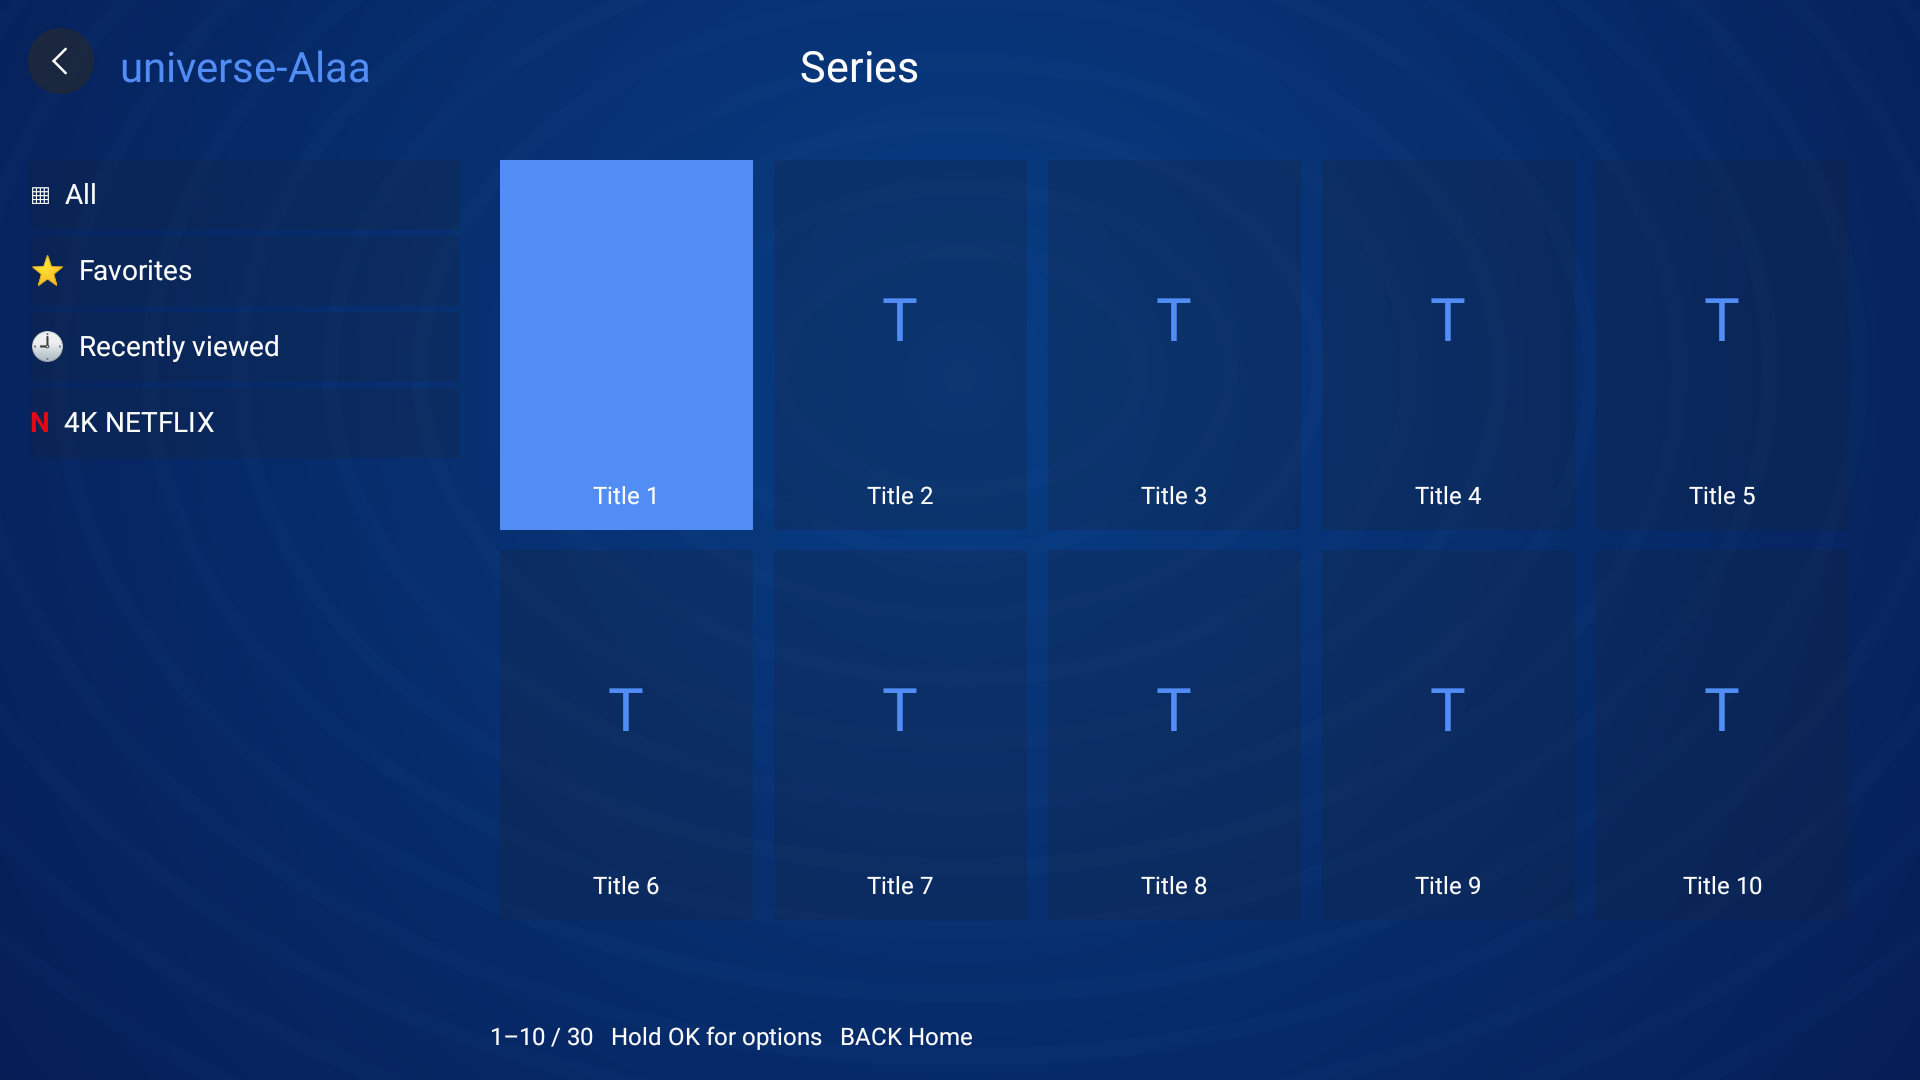 universe-Alaa
Series
All
Favorites
Recently viewed
N 4K NETFLIX
Title 1
T
Title 2
T
Title 3
T
Title 4
T
Title 5
T
Title 6
T
Title 7
T
Title 8
T
Title 9
T
Title 10
1–10 / 30 Hold OK for options BACK Home